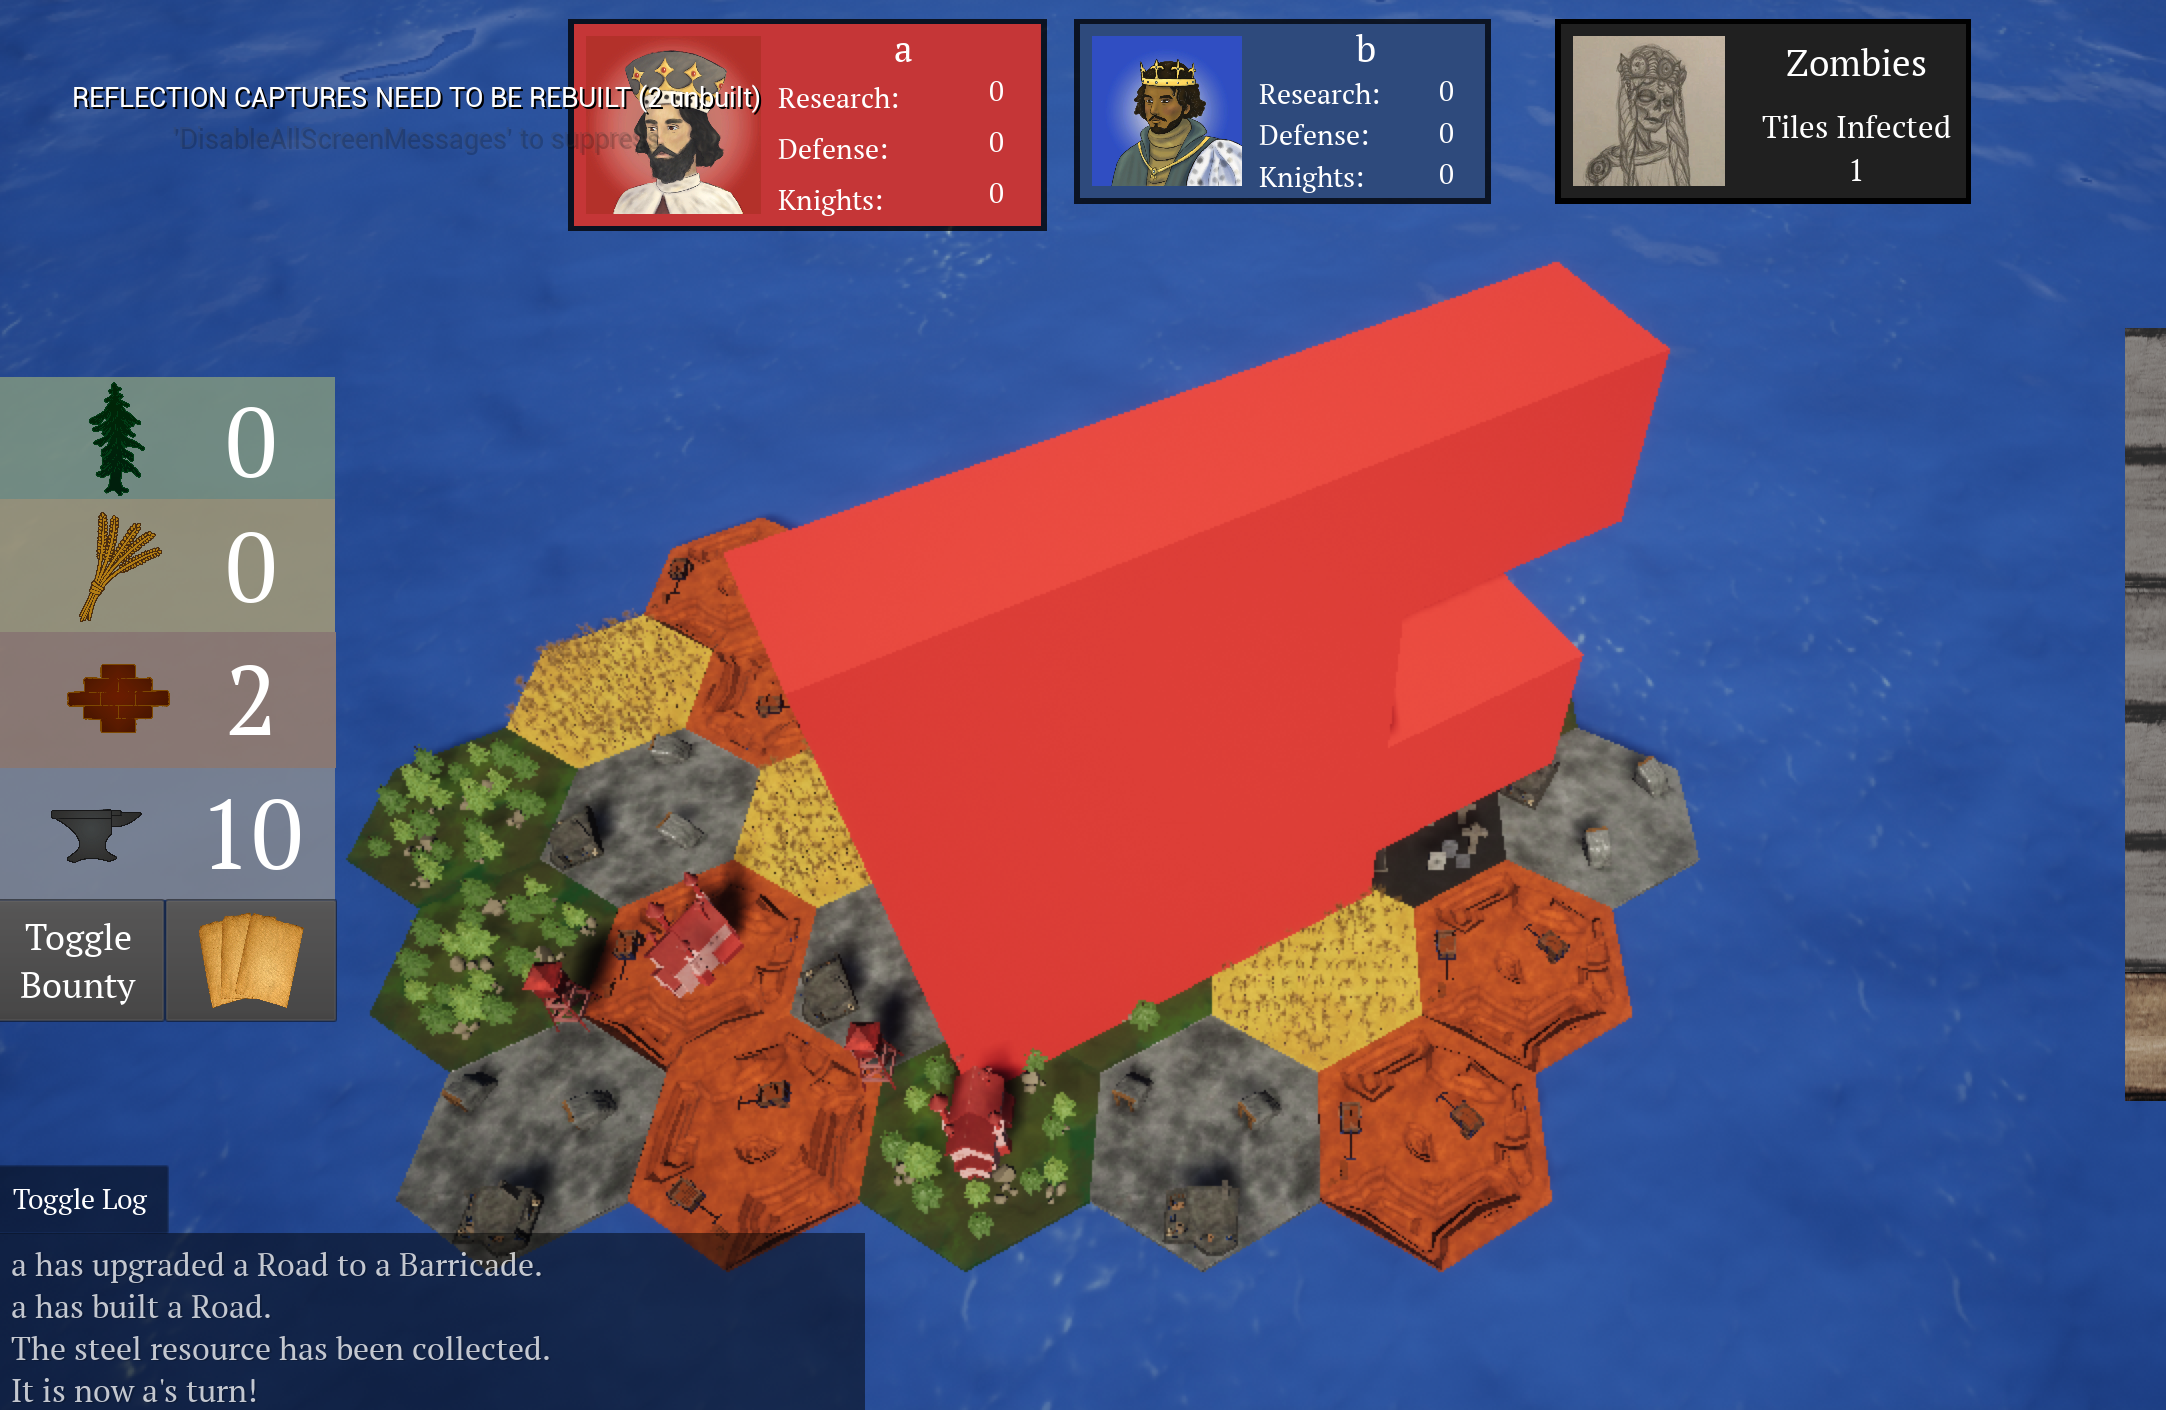 REFLECTION CAPTURES NEED TO BE REBUILT (2 unbuilt)
'DisableAllScreenMessages' to suppress
a
Research: 0
Defense: 0
Knights: 0
b
Research: 0
Defense: 0
Knights: 0
Zombies
Tiles Infected
1
0
0
2
10
Toggle
Bounty
Toggle Log
a has upgraded a Road to a Barricade.
a has built a Road.
The steel resource has been collected.
It is now a's turn!